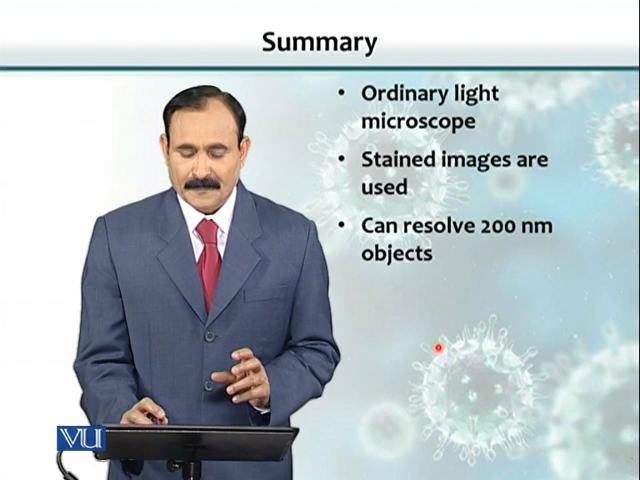 Summary
• Ordinary light
microscope
• Stained images are
used
• Can resolve 200 nm
objects
VU